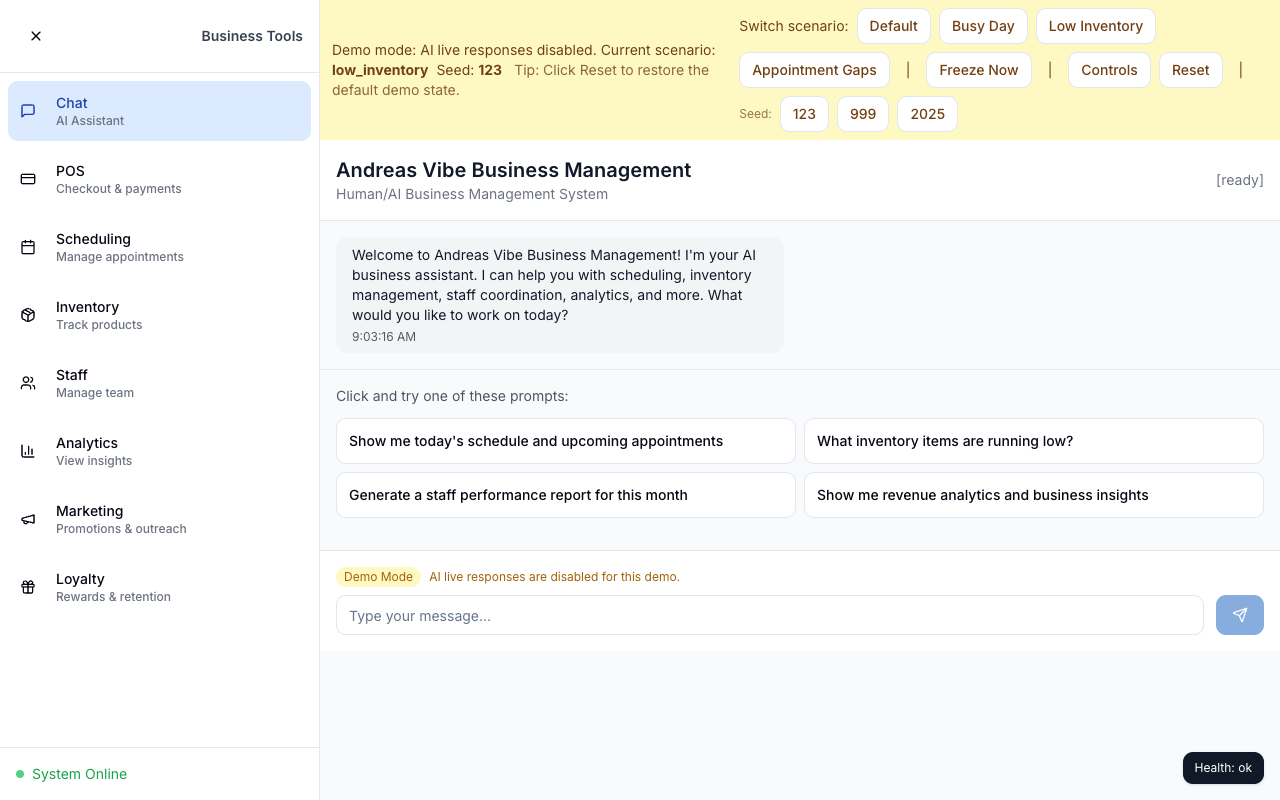 Business Tools
Chat
AI Assistant
POS
Checkout & payments
Scheduling
Manage appointments
Inventory
Track products
Staff
Manage team
Analytics
View insights
Marketing
Promotions & outreach
Loyalty
Rewards & retention
System Online
Demo mode: AI live responses disabled. Current scenario:
low_inventory Seed: 123 Tip: Click Reset to restore the
default demo state.
Switch scenario: Default Busy Day Low Inventory
Appointment Gaps | Freeze Now | Controls Reset |
Seed: 123 999 2025
Andreas Vibe Business Management
Human/AI Business Management System
[ready]
Welcome to Andreas Vibe Business Management! I'm your AI
business assistant. I can help you with scheduling, inventory
management, staff coordination, analytics, and more. What
would you like to work on today?
9:03:16 AM
Click and try one of these prompts:
Show me today's schedule and upcoming appointments
What inventory items are running low?
Generate a staff performance report for this month
Show me revenue analytics and business insights
Demo Mode AI live responses are disabled for this demo.
Type your message...
Health: ok